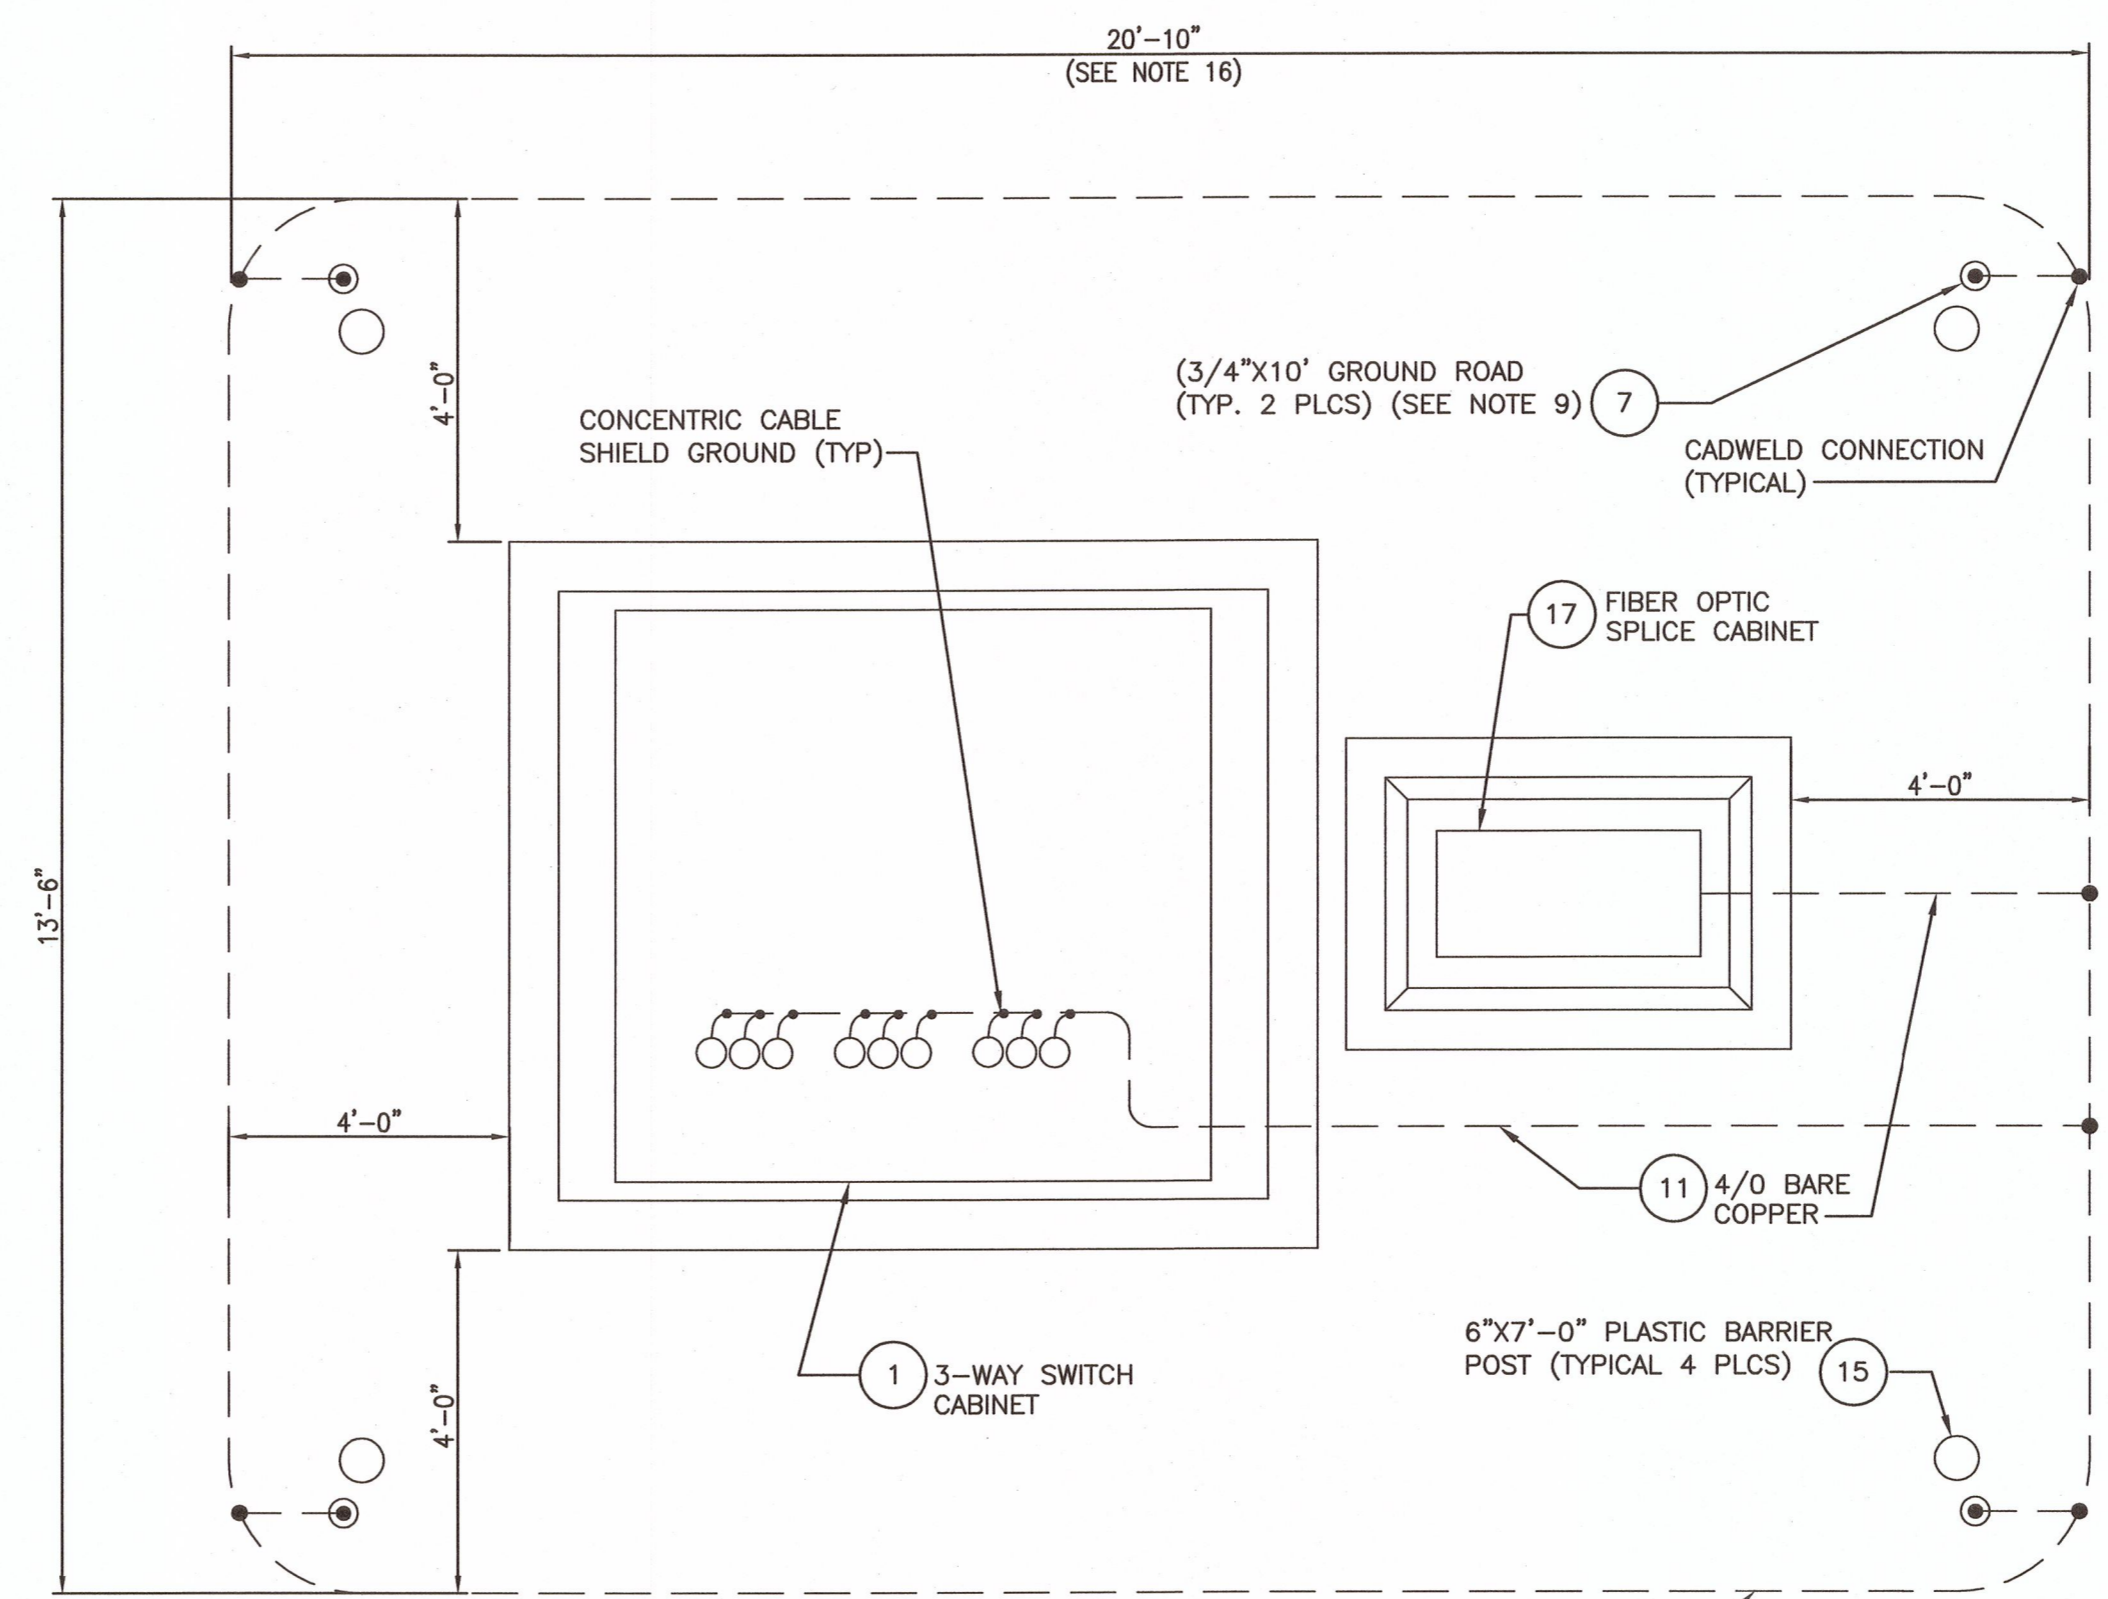 20'-10"
(SEE NOTE 16)
4'-0"
(3/4"X10' GROUND ROAD
(TYP. 2 PLCS) (SEE NOTE 9)
7
CONCENTRIC CABLE
SHIELD GROUND (TYP)
CADWELD CONNECTION
(TYPICAL)
17
FIBER OPTIC
SPLICE CABINET
4'-0"
13'-6"
4'-0"
11
4/0 BARE
COPPER
6"X7'-0" PLASTIC BARRIER
POST (TYPICAL 4 PLCS)
15
1
3-WAY SWITCH
CABINET
4'-0"